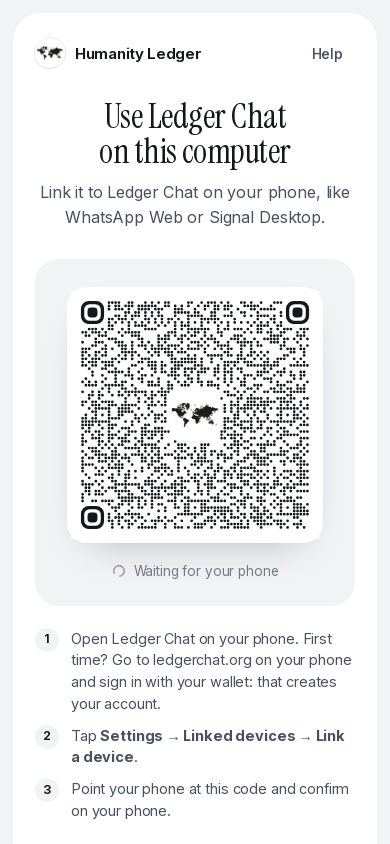 Humanity Ledger
Help
Use Ledger Chat
on this computer
Link it to Ledger Chat on your phone, like
WhatsApp Web or Signal Desktop.
Waiting for your phone
1 Open Ledger Chat on your phone. First
time? Go to ledgerchat.org on your phone
and sign in with your wallet: that creates
your account.
2 Tap Settings → Linked devices → Link
a device.
3 Point your phone at this code and confirm
on your phone.